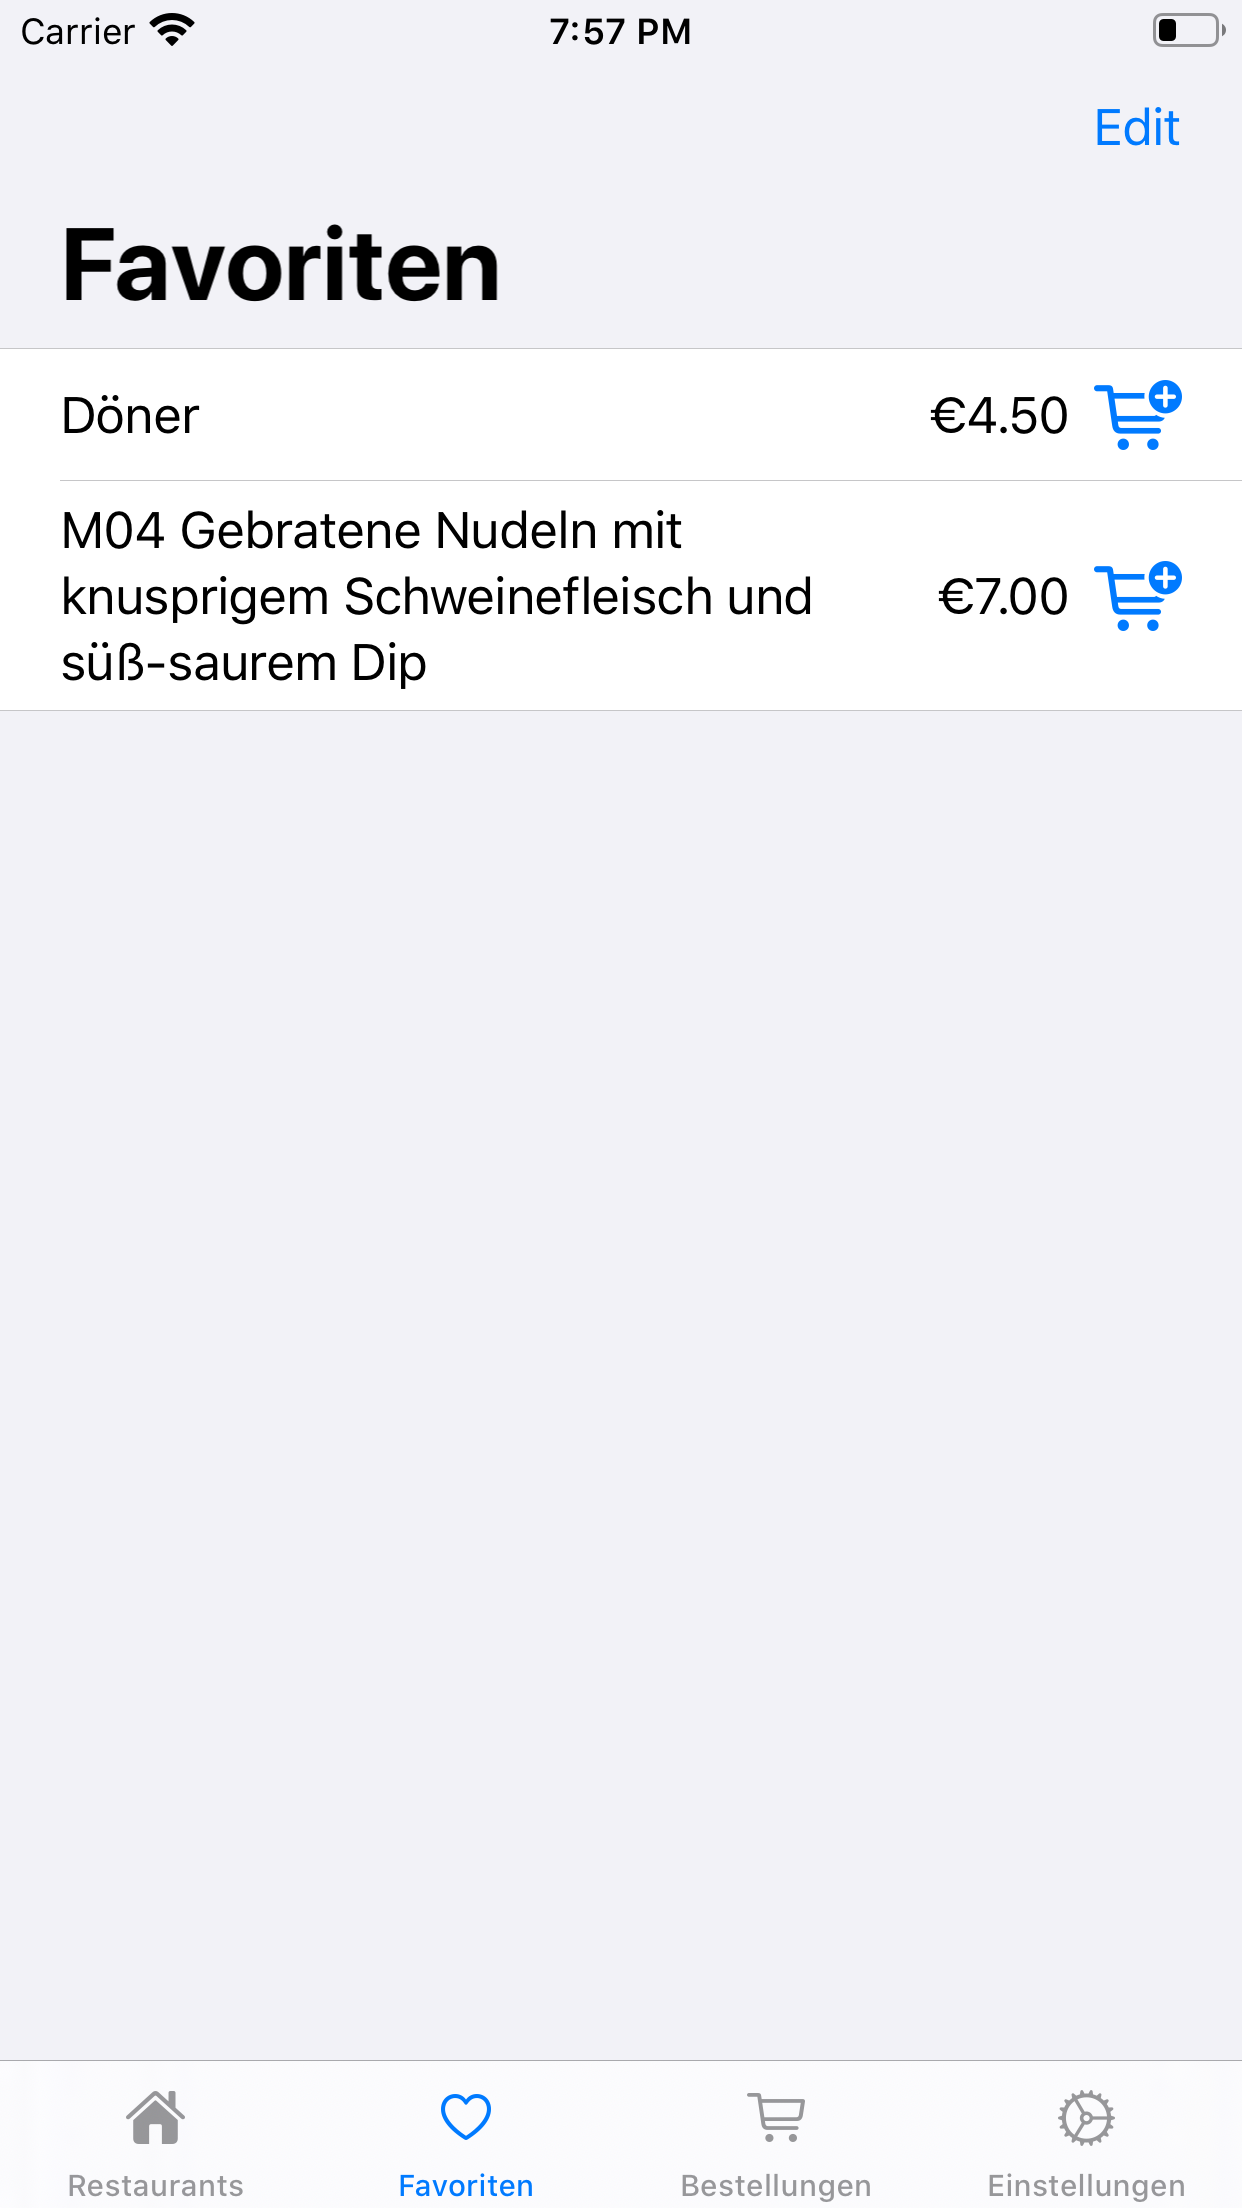 Carrier
7:57 PM
Edit
Favoriten
Döner
€4.50
M04 Gebratene Nudeln mit
knusprigem Schweinefleisch und
süß-saurem Dip
€7.00
Restaurants
Favoriten
Bestellungen
Einstellungen